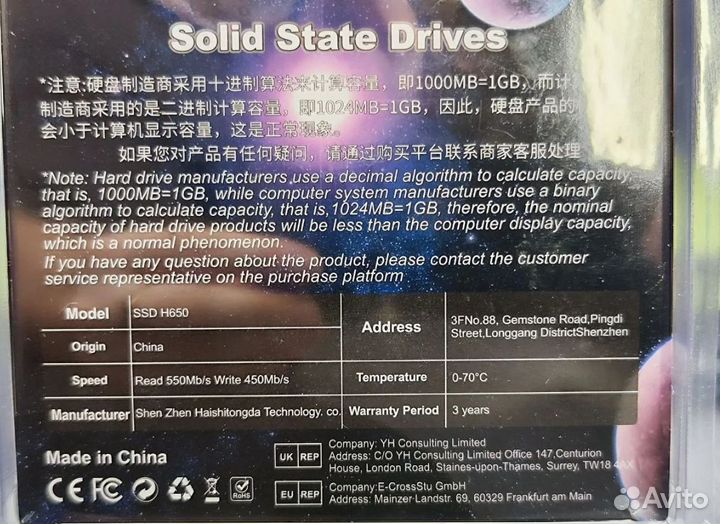 Solid State Drives
*注意:硬盘制造商采用十进制算法来计算容量，即1000MB=1GB，而计
制造商采用的是二进制计算容量，即1024MB=1GB，因此，硬盘产品的
会小于计算机显示容量，这是正常现象。
如果您对产品有任何疑问，请通过购买平台联系商家客服处理
*Note: Hard drive manufacturers use a decimal algorithm to calculate capacity,
that is, 1000MB=1GB, while computer system manufacturers use a binary
algorithm to calculate capacity, that is,1024MB=1GB, therefore, the nominal
capacity of hard drive products will be less than the computer display capacity,
which is a normal phenomenon.
If you have any question about the product, please contact the customer
service representative on the purchase platform
Model SSD H650
Address 3FNo.88, Gemstone Road,Pingdi
Street,Longgang DistrictShenzhen
Origin China
Speed Read 550Mb/s Write 450Mb/s Temperature 0-70°C
Manufacturer Shen Zhen Haishitongda Technology. co. Warranty Period 3 years
Made in China
CE FC RoHS
UK REP Company: YH Consulting Limited
Address: C/O YH Consulting Limited Office 147,Centurion
House, London Road, Staines-upon-Thames, Surrey, TW18 4AX
EU REP Company:E-CrossStu GmbH
Address: Mainzer·Landstr. 69, 60329 Frankfurt am Main
Avito